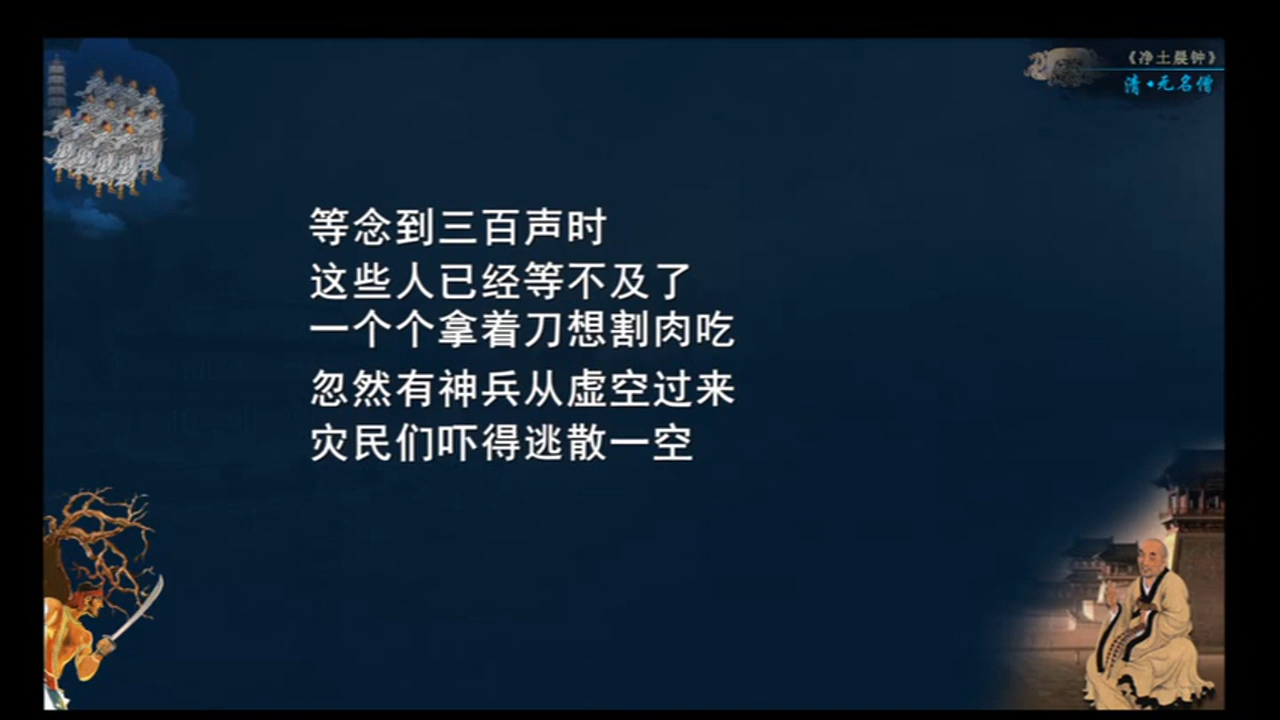 《净土晨钟》
清•无名僧
等念到三百声时
这些人已经等不及了
一个个拿着刀想割肉吃
忽然有神兵从虚空过来
灾民们吓得逃散一空